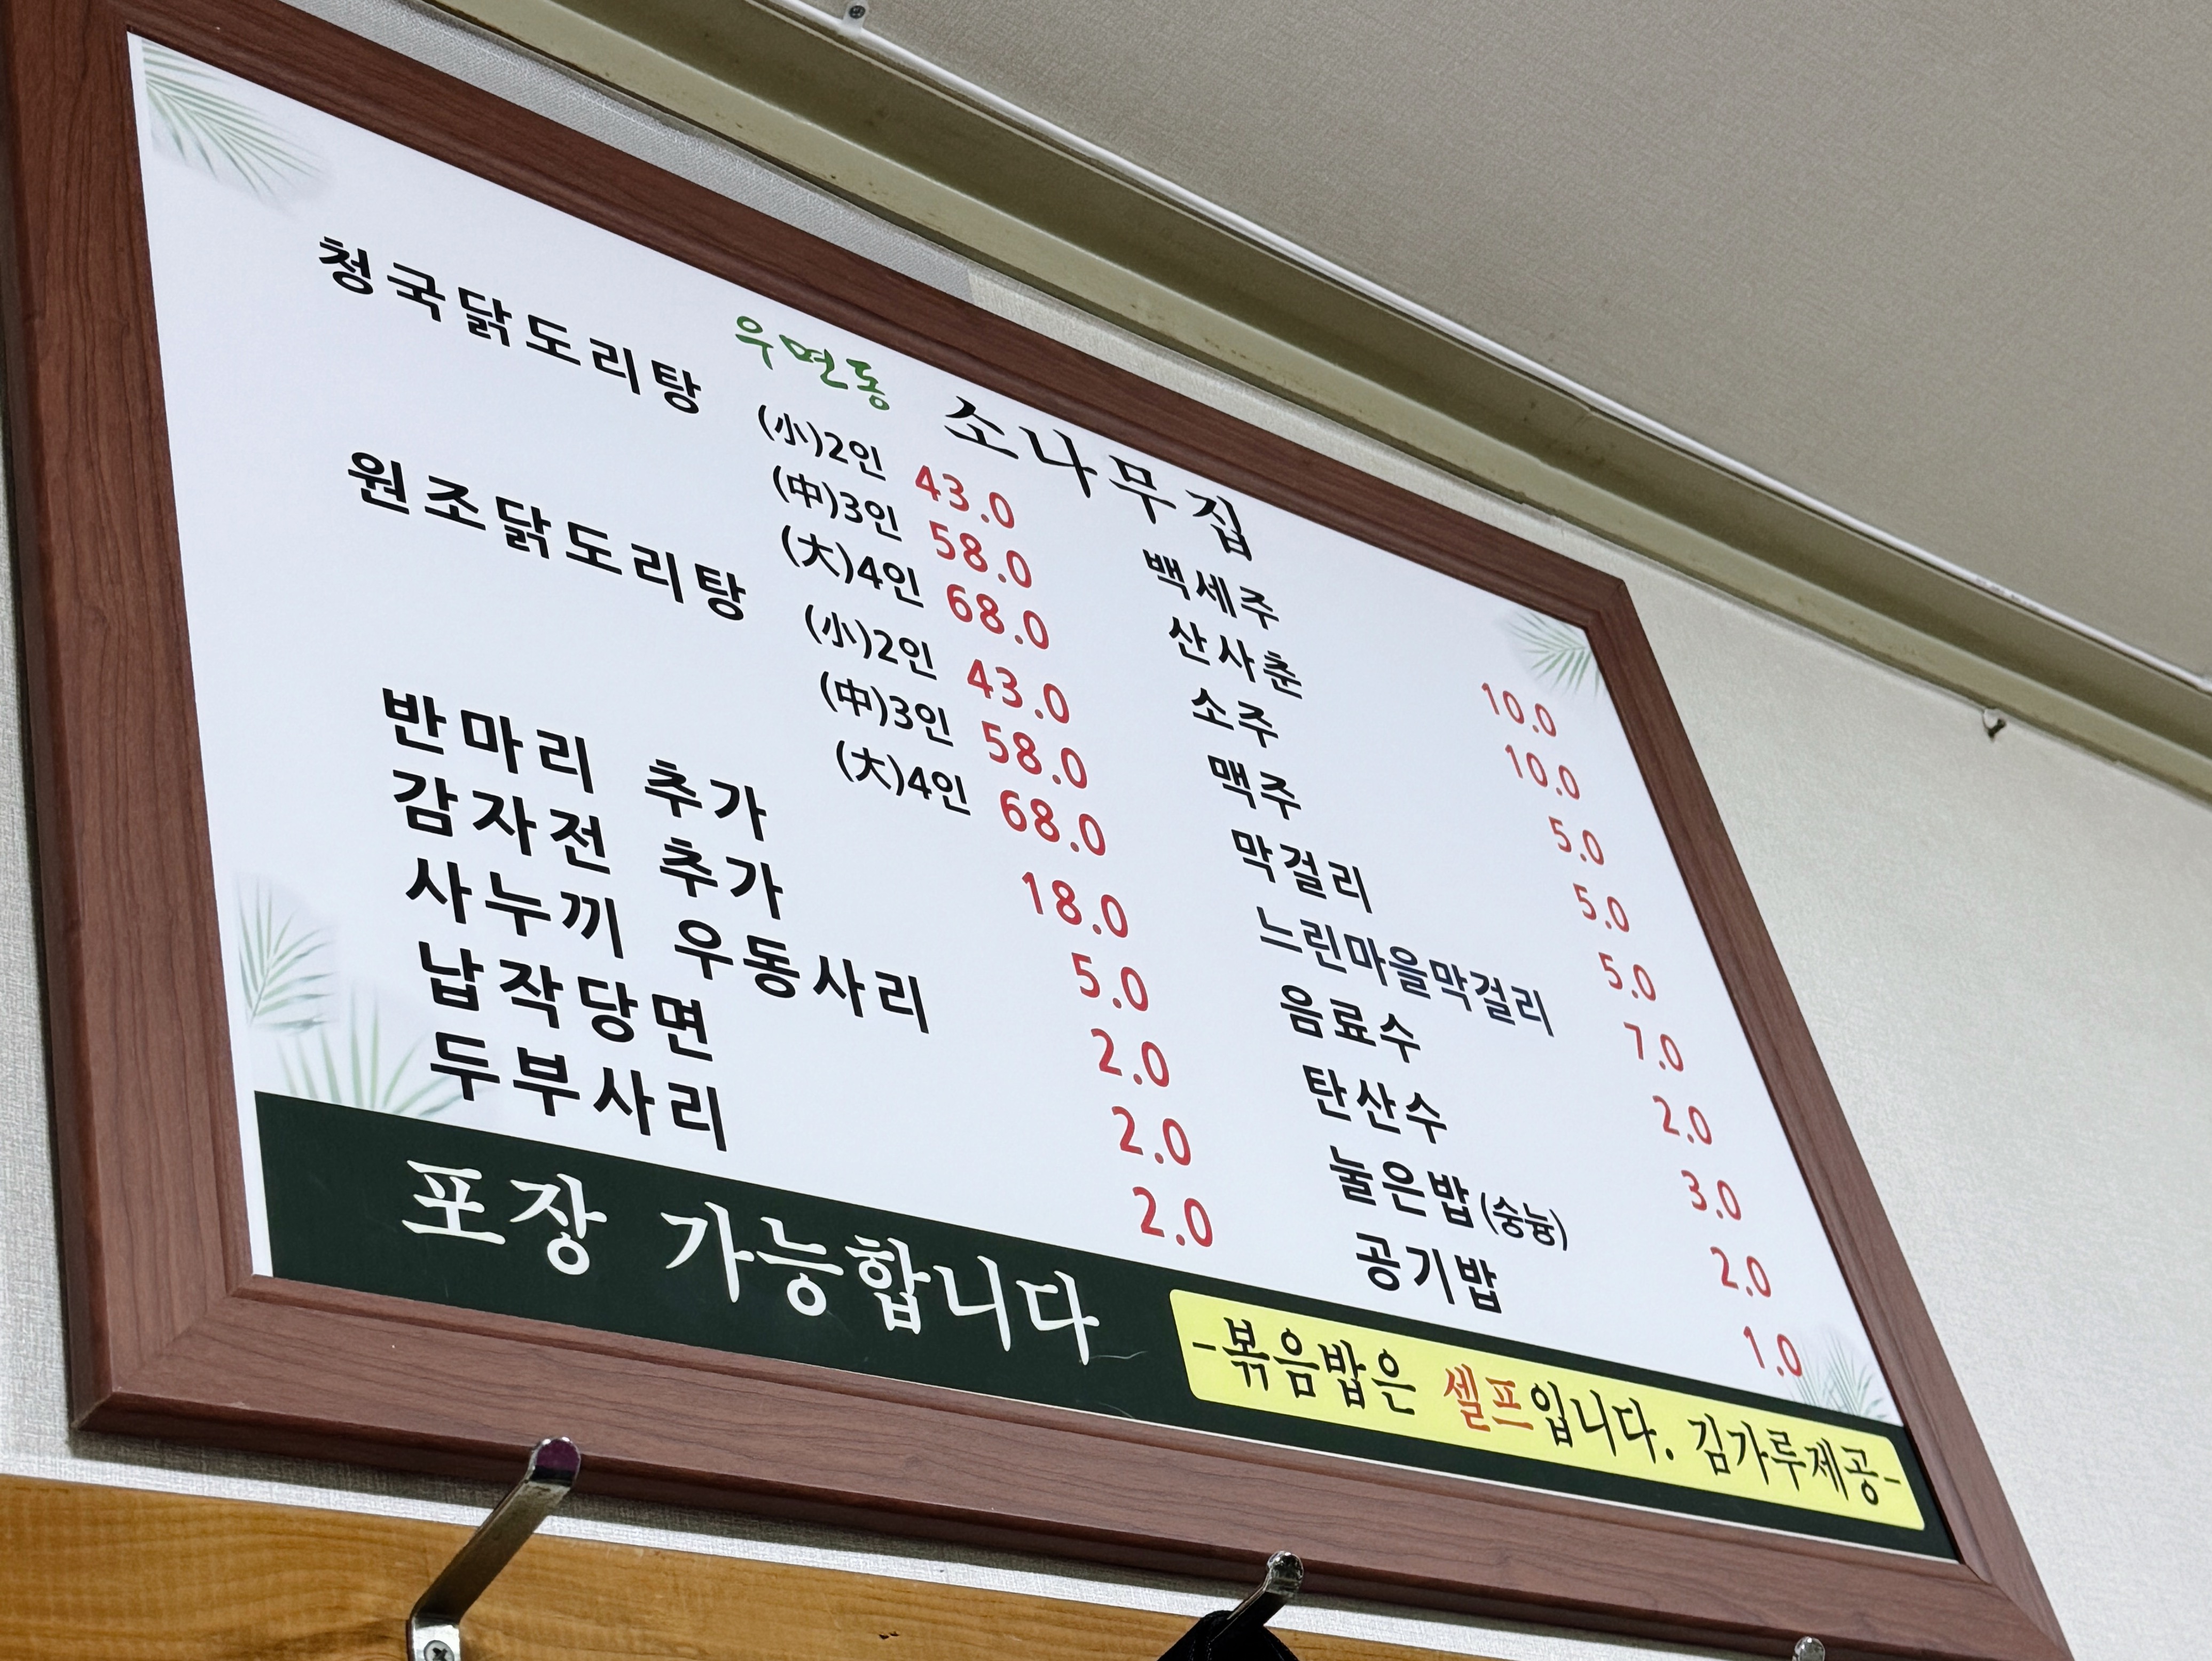 우면동 소나무집
청국닭도리탕 (小)2인 43.0
(中)3인 58.0
(大)4인 68.0
원조닭도리탕 (小)2인 43.0
(中)3인 58.0
(大)4인 68.0
반마리 추가 18.0
감자전 추가 5.0
사누끼 우동사리 2.0
납작당면 2.0
두부사리 2.0
백세주 10.0
산사춘 10.0
소주 5.0
맥주 5.0
막걸리 5.0
느린마을막걸리 7.0
음료수 2.0
탄산수 3.0
눌은밥(숭늉) 2.0
공기밥 1.0
포장 가능합니다
-볶음밥은 셀프입니다. 김가루제공-